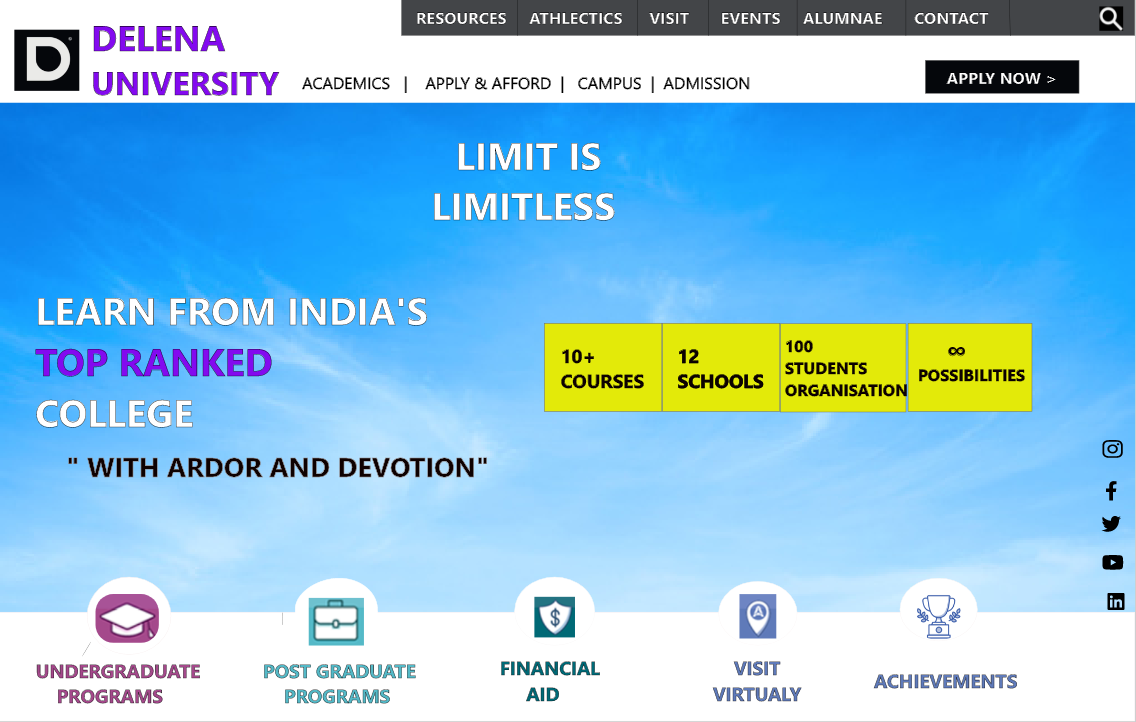 RESOURCES ATHLECTICS VISIT EVENTS ALUMNAE CONTACT
D
DELENA
UNIVERSITY
ACADEMICS | APPLY & AFFORD | CAMPUS | ADMISSION
APPLY NOW >
LIMIT IS
LIMITLESS
LEARN FROM INDIA'S
TOP RANKED
COLLEGE
" WITH ARDOR AND DEVOTION"
10+
COURSES
12
SCHOOLS
100
STUDENTS
ORGANISATION
∞
POSSIBILITIES
UNDERGRADUATE
PROGRAMS
POST GRADUATE
PROGRAMS
FINANCIAL
AID
VISIT
VIRTUALY
ACHIEVEMENTS